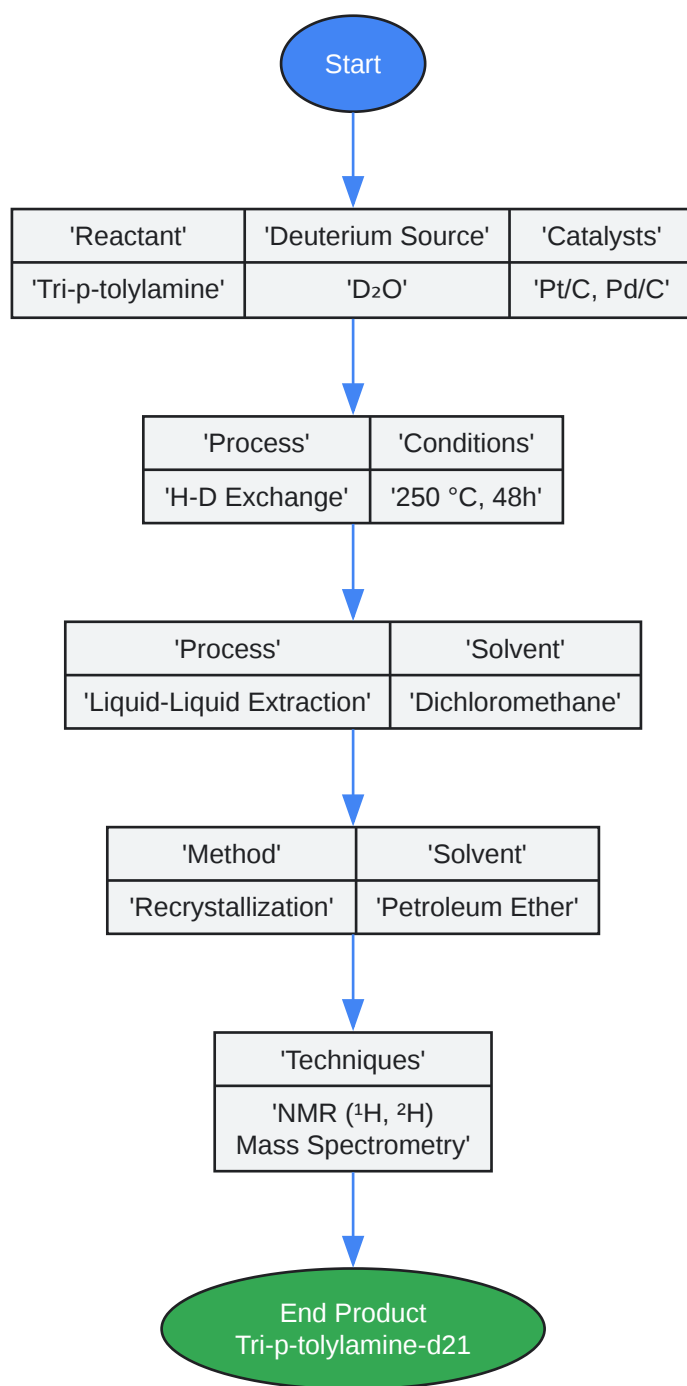 Start
'Reactant' 'Deuterium Source' 'Catalysts'
'Tri-p-tolylamine' 'D₂O' 'Pt/C, Pd/C'
'Process' 'Conditions'
'H-D Exchange' '250 °C, 48h'
'Process' 'Solvent'
'Liquid-Liquid Extraction' 'Dichloromethane'
'Method' 'Solvent'
'Recrystallization' 'Petroleum Ether'
'Techniques'
'NMR (¹H, ²H)
Mass Spectrometry'
End Product
Tri-p-tolylamine-d21